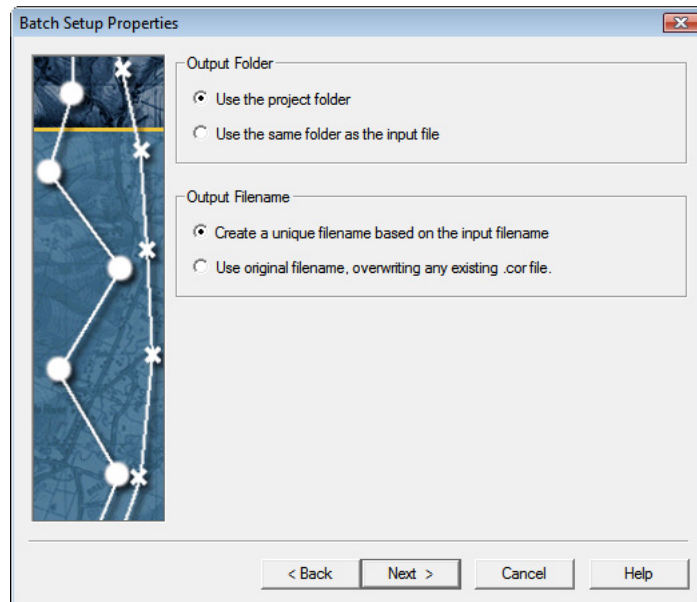 Batch Setup Properties
Output Folder
Use the project folder
Use the same folder as the input file
Output Filename
Create a unique filename based on the input filename
Use original filename, overwriting any existing .cor file.
< Back
Next >
Cancel
Help